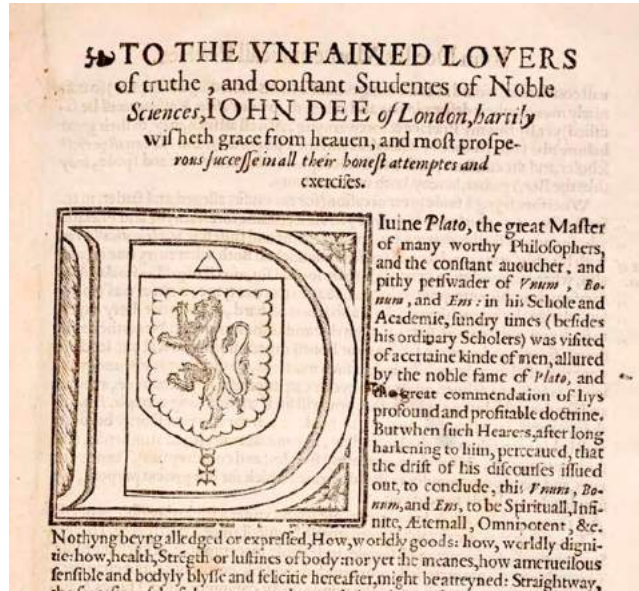 TO THE VNFAINED LOVERS
of truthe, and constant Studentes of Noble
Sciences, IOHN DEE of London, hartily
wisheth grace from heauen, and most prospe-
rous successe in all their honest attemptes and
exercises.
DIuine Plato, the great Master
of many worthy Philosophers,
and the constant auoucher, and
pithy perswader of Vnum, Bo-
num, and Ens: in his Schole and
Academie, sundry times (besides
his ordinary Scholers) was visited
of a certaine kinde of men, allured
by the noble fame of Plato, and
the great commendation of hys
profound and profitable doctrine.
But when such Hearers, after long
harkening to him, perceaued, that
the drift of his discourses issued
out, to conclude, this Vnum, Bo-
num, and Ens, to be Spirituall, Infi-
nite, Æternall, Omnipotent, &c.
Nothyng beyng alledged or expressed, How, worldly goods: how, worldly digni-
tie: how, health, Strēgth or lustines of body: nor yet the meanes, how a merueilous
sensible and bodyly blysse and felicitie hereafter, might be atteyned: Straightway,